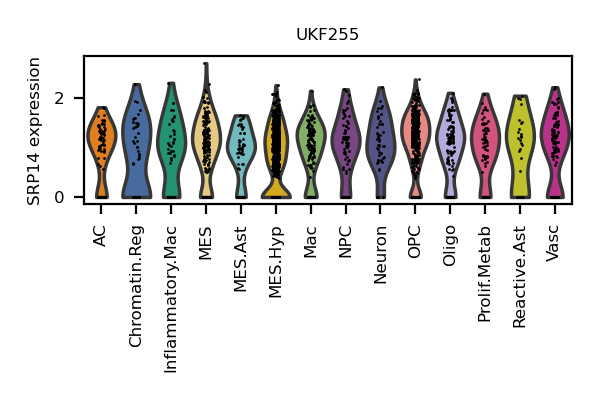 UKF255
SRP14 expression
2
0
AC
Chromatin.Reg
Inflammatory.Mac
MES
MES.Ast
MES.Hyp
Mac
NPC
Neuron
OPC
Oligo
Prolif.Metab
Reactive.Ast
Vasc